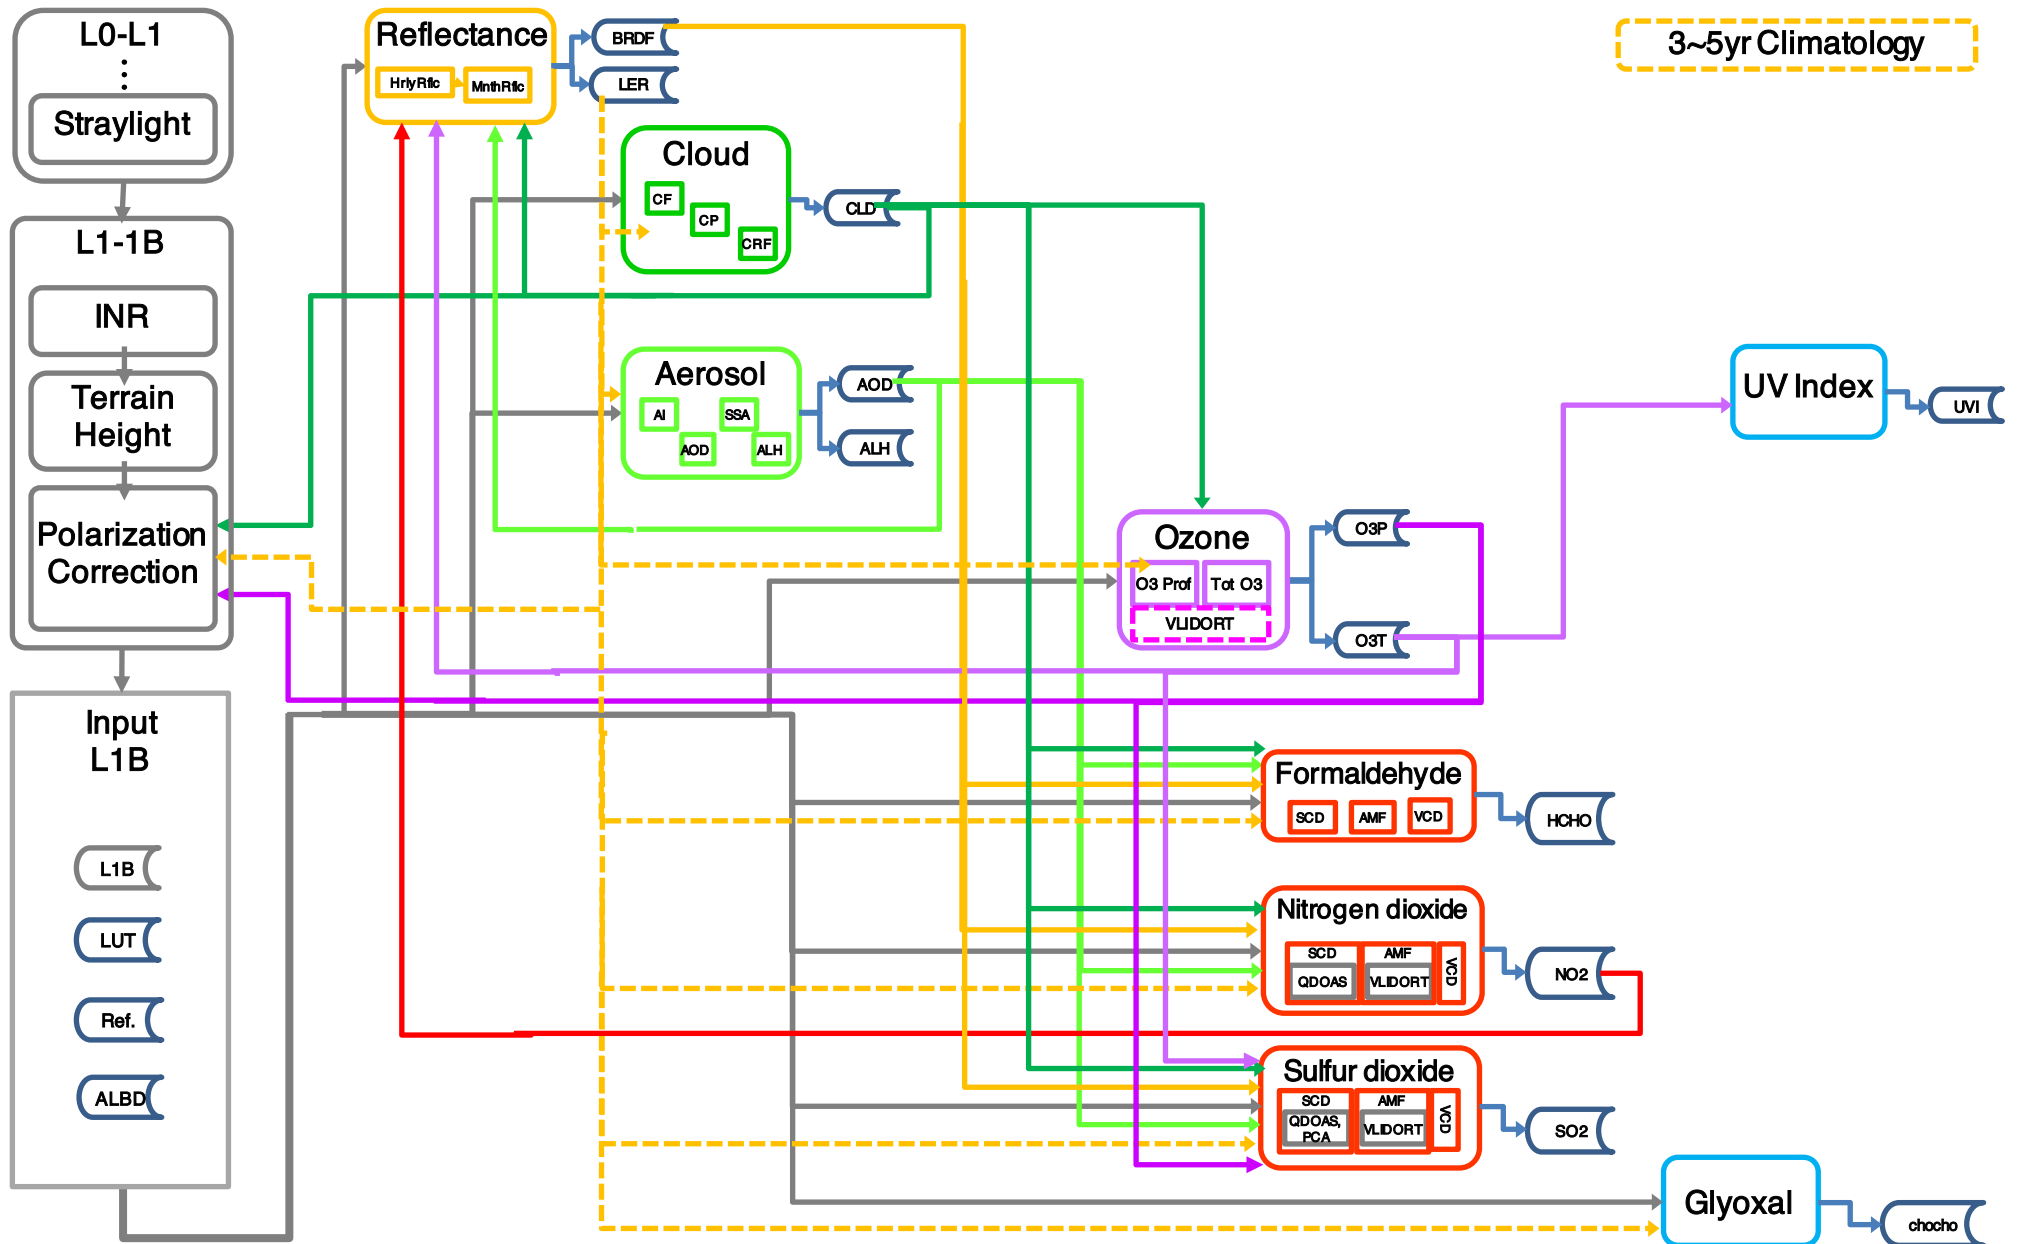 L0-L1
Straylight
L1-1B
INR
Terrain
Height
Polarization
Correction
Input
L1B
L1B
LUT
Ref.
ALBD
Reflectance
HrlyRflc
MnthRflc
BRDF
LER
3~5yr Climatology
Cloud
CF
CP
CRF
CLD
Aerosol
AI
SSA
AOD
ALH
AOD
ALH
UV Index
UVI
Ozone
O3 Prof
Tot O3
VLIDORT
O3P
O3T
Formaldehyde
SCD
AMF
VCD
HCHO
Nitrogen dioxide
SCD
QDOAS
AMF
VLIDORT
VCD
NO2
Sulfur dioxide
SCD
QDOAS,
PCA
AMF
VLIDORT
VCD
SO2
Glyoxal
chocho